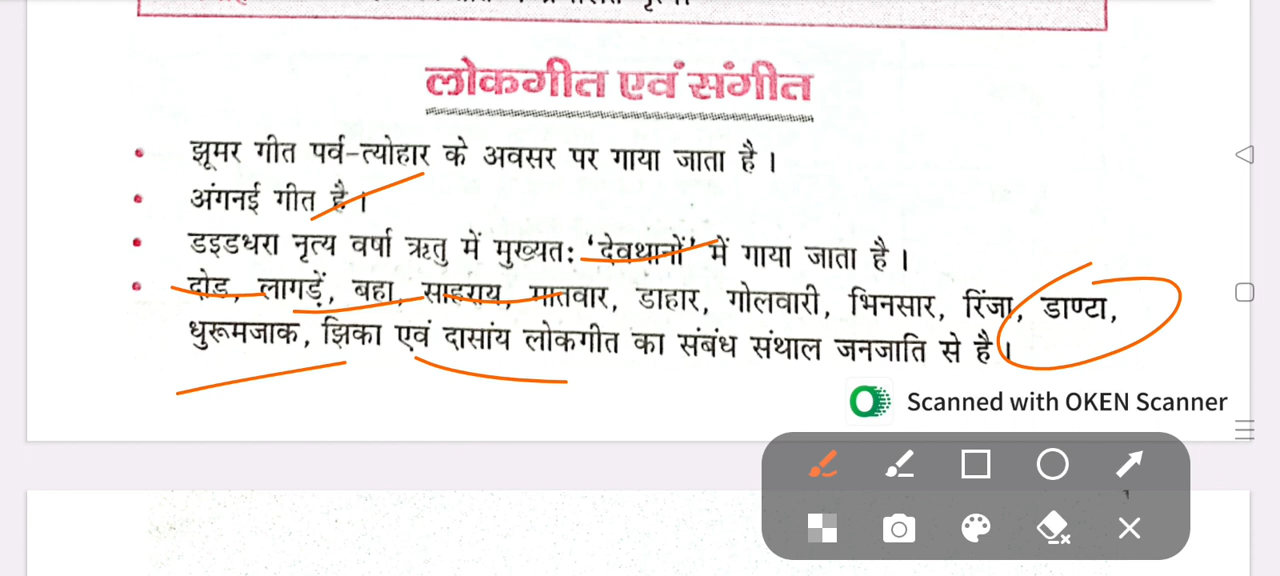 लोकगीत एवं संगीत
• झूमर गीत पर्व-त्योहार के अवसर पर गाया जाता है ।
• अंगनई गीत है ।
• डइडधरा नृत्य वर्षा ऋतु में मुख्यतः 'देवथानों' में गाया जाता है ।
• दोड, लागड़ें, बहा, साहराय, मातवार, डाहार, गोलवारी, भिनसार, रिंजा, डाण्टा,
धुरूमजाक, झिका एवं दासांय लोकगीत का संबंध संथाल जनजाति से है ।
Scanned with OKEN Scanner